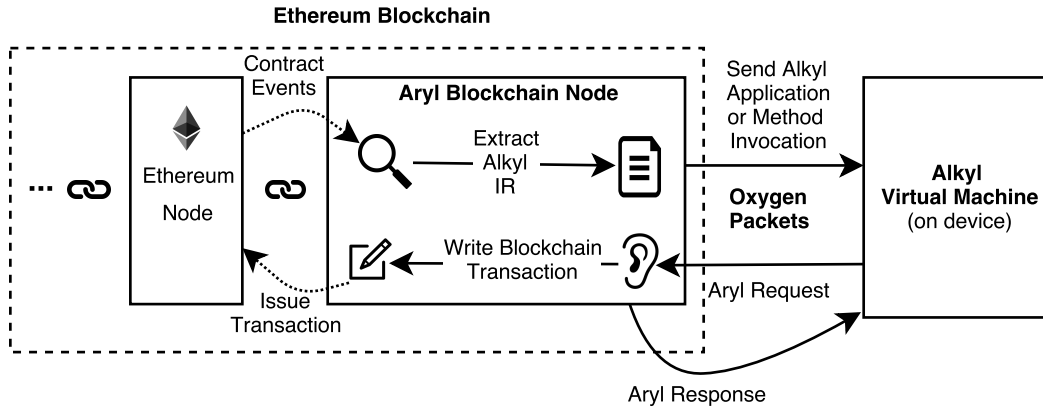 Ethereum Blockchain
Contract
Events
Aryl Blockchain Node
Extract
Alkyl
IR
Send Alkyl
Application
or Method
Invocation
...
Ethereum
Node
Alkyl
Virtual Machine
(on device)
Oxygen
Packets
Write Blockchain
Transaction
Aryl Request
Issue
Transaction
Aryl Response